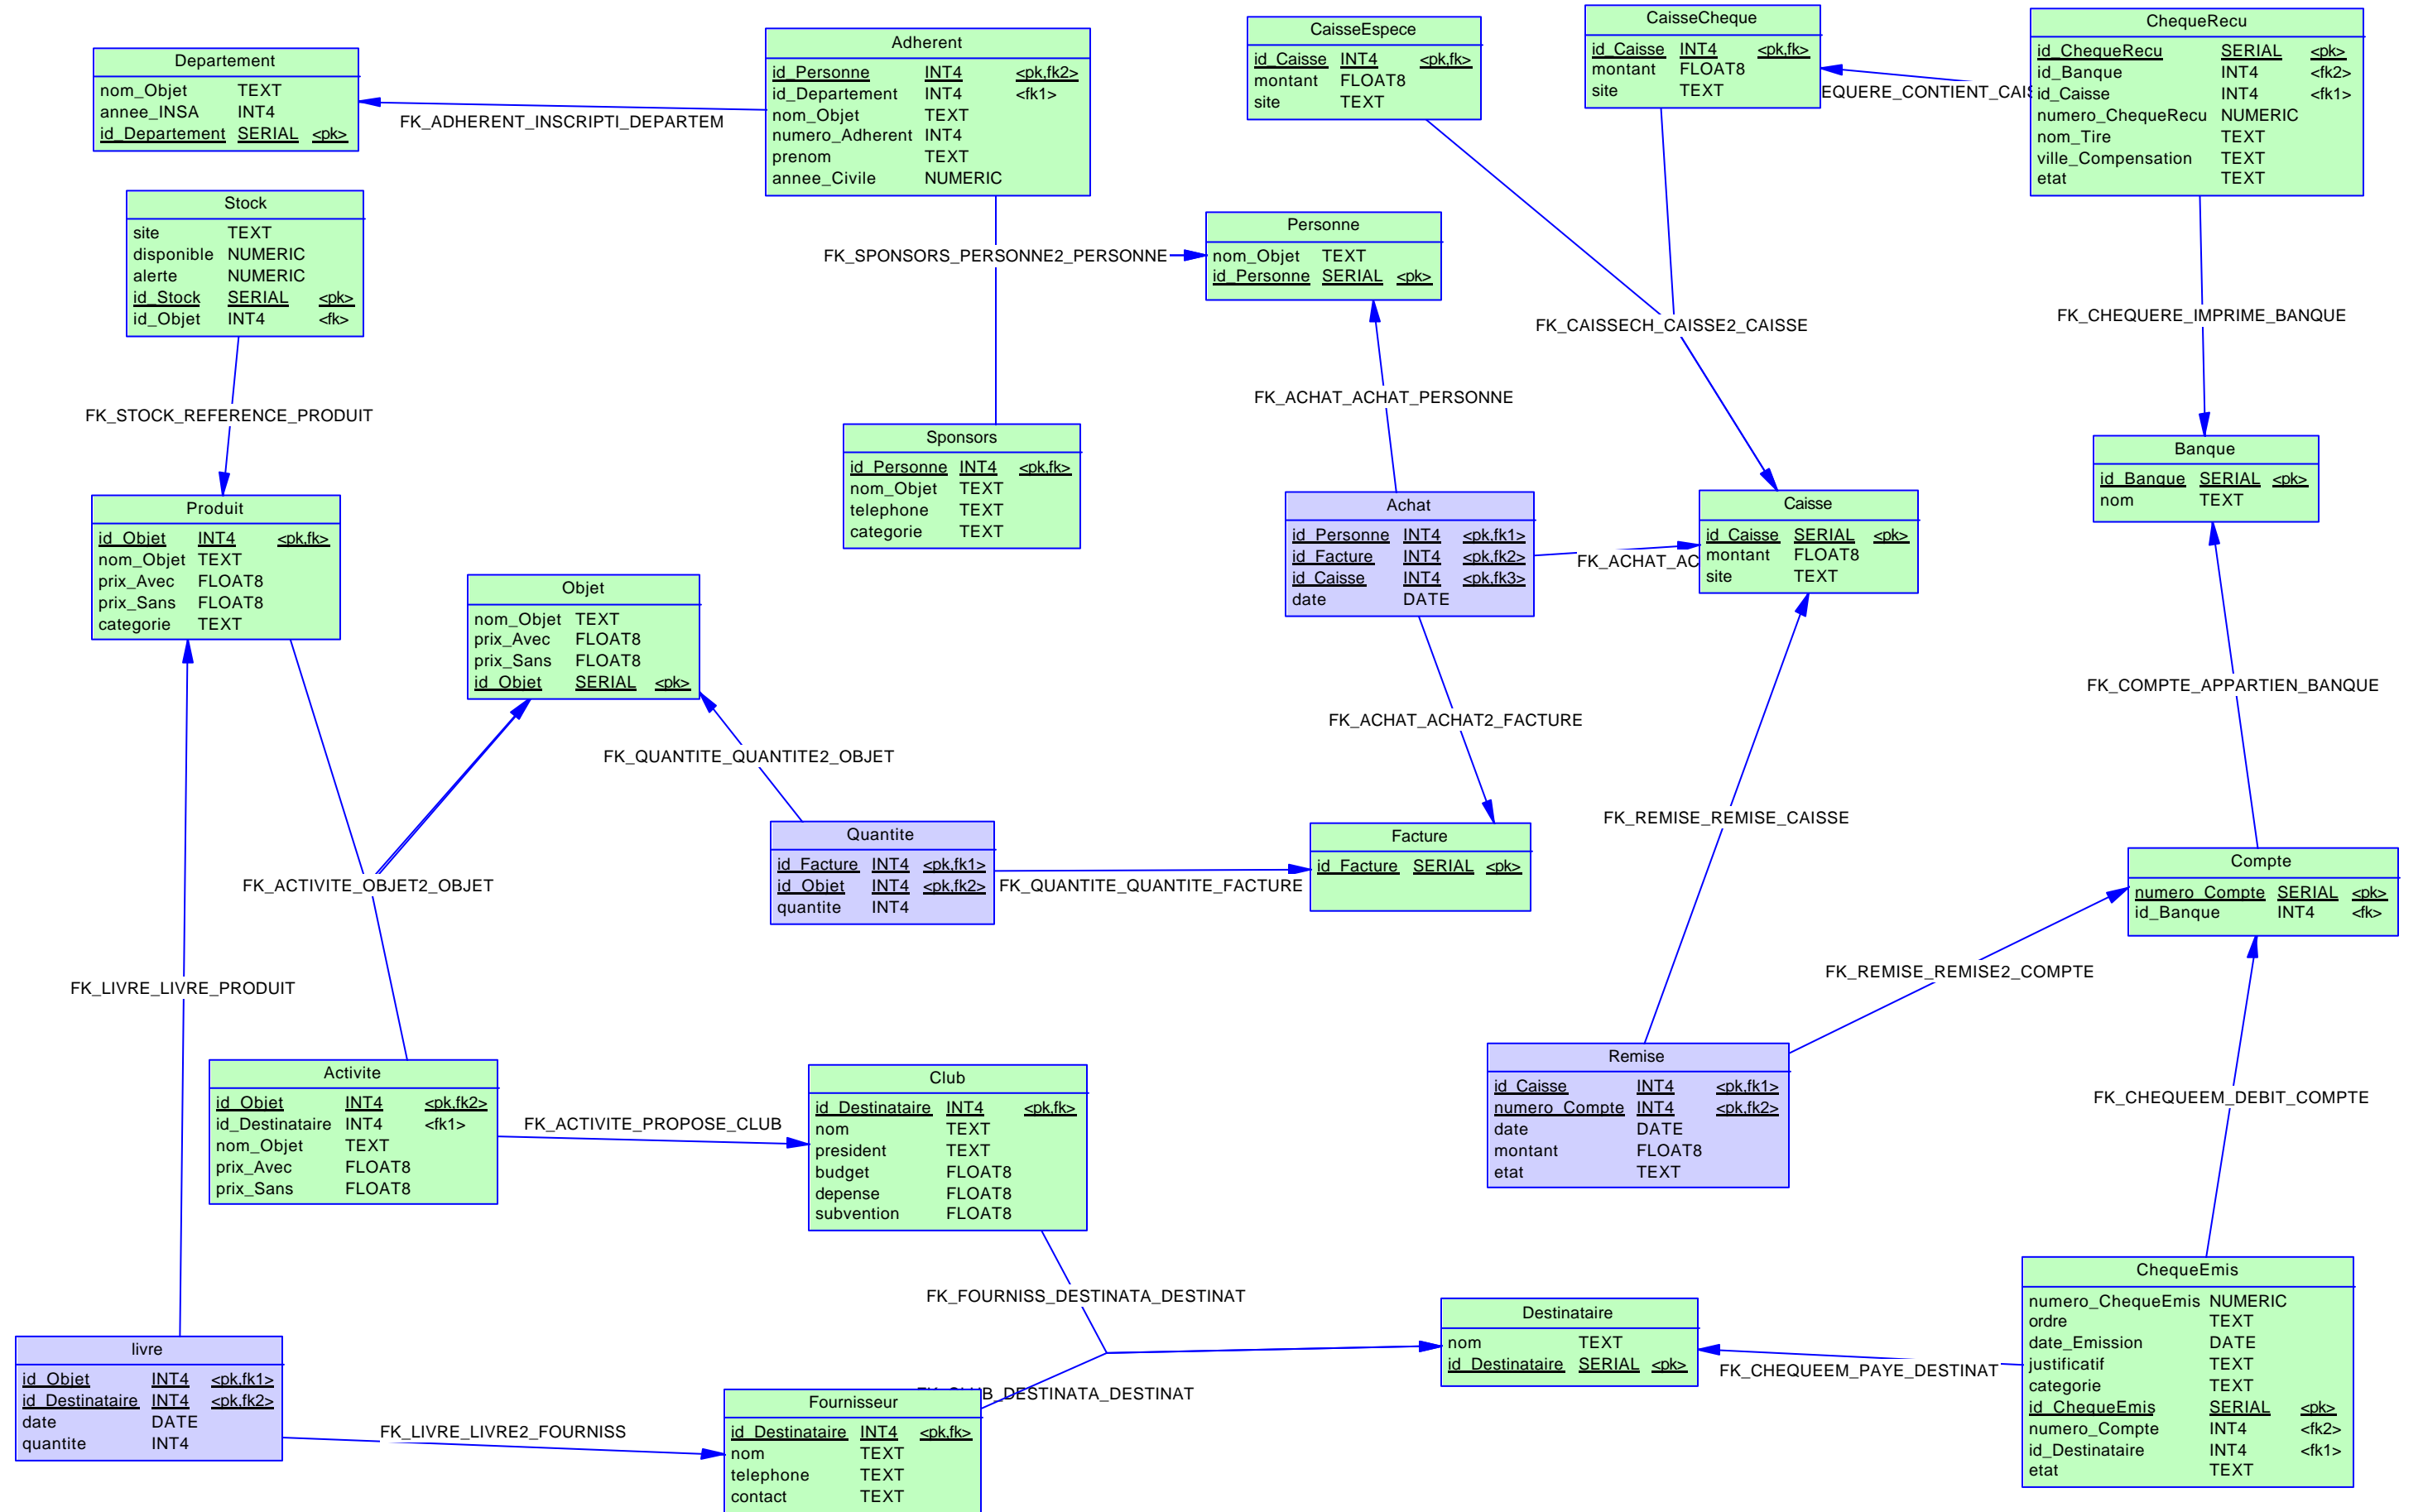 Departement
nom_Objet TEXT
annee_INSA INT4
id_Departement SERIAL <pk>
FK_ADHERENT_INSCRIPTI_DEPARTEM
Adherent
id_Personne INT4 <pk,fk2>
id_Departement INT4 <fk1>
nom_Objet TEXT
numero_Adherent INT4
prenom TEXT
annee_Civile NUMERIC
CaisseEspece
id_Caisse INT4 <pk,fk>
montant FLOAT8
site TEXT
CaisseCheque
id_Caisse INT4 <pk,fk>
montant FLOAT8
site TEXT
EQUERE_CONTIENT_CAIS
ChequeRecu
id_ChequeRecu SERIAL <pk>
id_Banque INT4 <fk2>
id_Caisse INT4 <fk1>
numero_ChequeRecu NUMERIC
nom_Tire TEXT
ville_Compensation TEXT
etat TEXT
Stock
site TEXT
disponible NUMERIC
alerte NUMERIC
id_Stock SERIAL <pk>
id_Objet INT4 <fk>
FK_SPONSORS_PERSONNE2_PERSONNE
Personne
nom_Objet TEXT
id_Personne SERIAL <pk>
FK_CAISSECH_CAISSE2_CAISSE
FK_CHEQUERE_IMPRIME_BANQUE
FK_STOCK_REFERENCE_PRODUIT
FK_ACHAT_ACHAT_PERSONNE
Sponsors
id_Personne INT4 <pk,fk>
nom_Objet TEXT
telephone TEXT
categorie TEXT
Banque
id_Banque SERIAL <pk>
nom TEXT
Produit
id_Objet INT4 <pk,fk>
nom_Objet TEXT
prix_Avec FLOAT8
prix_Sans FLOAT8
categorie TEXT
Achat
id_Personne INT4 <pk,fk1>
id_Facture INT4 <pk,fk2>
id_Caisse INT4 <pk,fk3>
date DATE
FK_ACHAT_AC
Caisse
id_Caisse SERIAL <pk>
montant FLOAT8
site TEXT
Objet
nom_Objet TEXT
prix_Avec FLOAT8
prix_Sans FLOAT8
id_Objet SERIAL <pk>
FK_COMPTE_APPARTIEN_BANQUE
FK_ACHAT_ACHAT2_FACTURE
FK_QUANTITE_QUANTITE2_OBJET
FK_REMISE_REMISE_CAISSE
Quantite
id_Facture INT4 <pk,fk1>
id_Objet INT4 <pk,fk2>
quantite INT4
FK_QUANTITE_QUANTITE_FACTURE
Facture
id_Facture SERIAL <pk>
FK_ACTIVITE_OBJET2_OBJET
Compte
numero_Compte SERIAL <pk>
id_Banque INT4 <fk>
FK_LIVRE_LIVRE_PRODUIT
FK_REMISE_REMISE2_COMPTE
Activite
id_Objet INT4 <pk,fk2>
id_Destinataire INT4 <fk1>
nom_Objet TEXT
prix_Avec FLOAT8
prix_Sans FLOAT8
FK_ACTIVITE_PROPOSE_CLUB
Club
id_Destinataire INT4 <pk,fk>
nom TEXT
president TEXT
budget FLOAT8
depense FLOAT8
subvention FLOAT8
Remise
id_Caisse INT4 <pk,fk1>
numero_Compte INT4 <pk,fk2>
date DATE
montant FLOAT8
etat TEXT
FK_CHEQUEEM_DEBIT_COMPTE
FK_FOURNISS_DESTINATA_DESTINAT
Destinataire
nom TEXT
id_Destinataire SERIAL <pk>
FK_CHEQUEEM_PAYE_DESTINAT
ChequeEmis
numero_ChequeEmis NUMERIC
ordre TEXT
date_Emission DATE
justificatif TEXT
categorie TEXT
id_ChequeEmis SERIAL <pk>
numero_Compte INT4 <fk2>
id_Destinataire INT4 <fk1>
etat TEXT
livre
id_Objet INT4 <pk,fk1>
id_Destinataire INT4 <pk,fk2>
date DATE
quantite INT4
FK_LIVRE_LIVRE2_FOURNISS
FK_CLUB_DESTINATA_DESTINAT
Fournisseur
id_Destinataire INT4 <pk,fk>
nom TEXT
telephone TEXT
contact TEXT